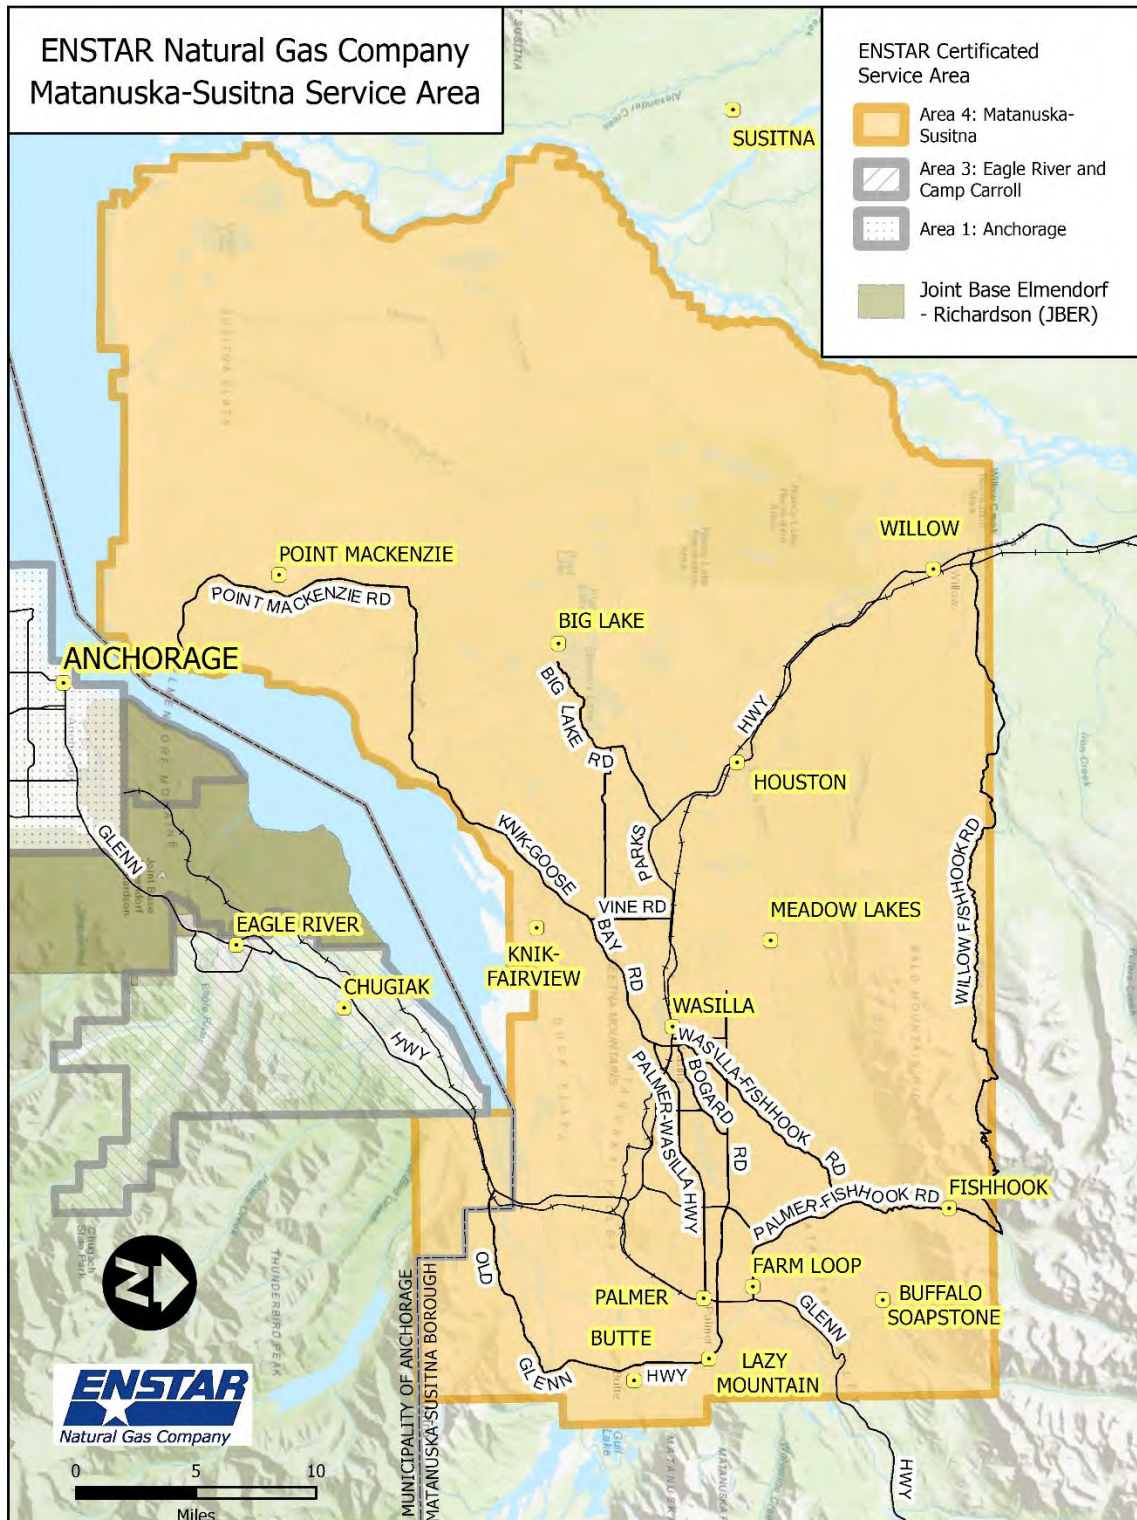 ENSTAR Natural Gas Company
Matanuska-Susitna Service Area
ENSTAR Certificated
Service Area
Area 4: Matanuska-
Susitna
Area 3: Eagle River and
Camp Carroll
Area 1: Anchorage
Joint Base Elmendorf
- Richardson (JBER)
Alexander Creek
SUSITNA
WILLOW
Willow
POINT MACKENZIE
POINT MACKENZIE RD
BIG LAKE
BIG LAKE RD
ANCHORAGE
HWY
HOUSTON
PARKS
KNIK-GOOSE
BAY
RD
VINE RD
GLENN
EAGLE RIVER
CHUGIAK
HWY
KNIK-
FAIRVIEW
MEADOW LAKES
WILLOW FISHHOOK RD
WASILLA
WASILLA-FISHHOOK
RD
BOGARD
RD
PALMER-WASILLA HWY
PALMER-FISHHOOK RD
FISHHOOK
OLD
GLENN
HWY
PALMER
FARM LOOP
GLENN
HWY
BUFFALO
SOAPSTONE
BUTTE
LAZY
MOUNTAIN
THUNDERBIRD PEAK
MUNICIPALITY OF ANCHORAGE
MATANUSKA-SUSITNA BOROUGH
N
ENSTAR
Natural Gas Company
0 5 10
Miles